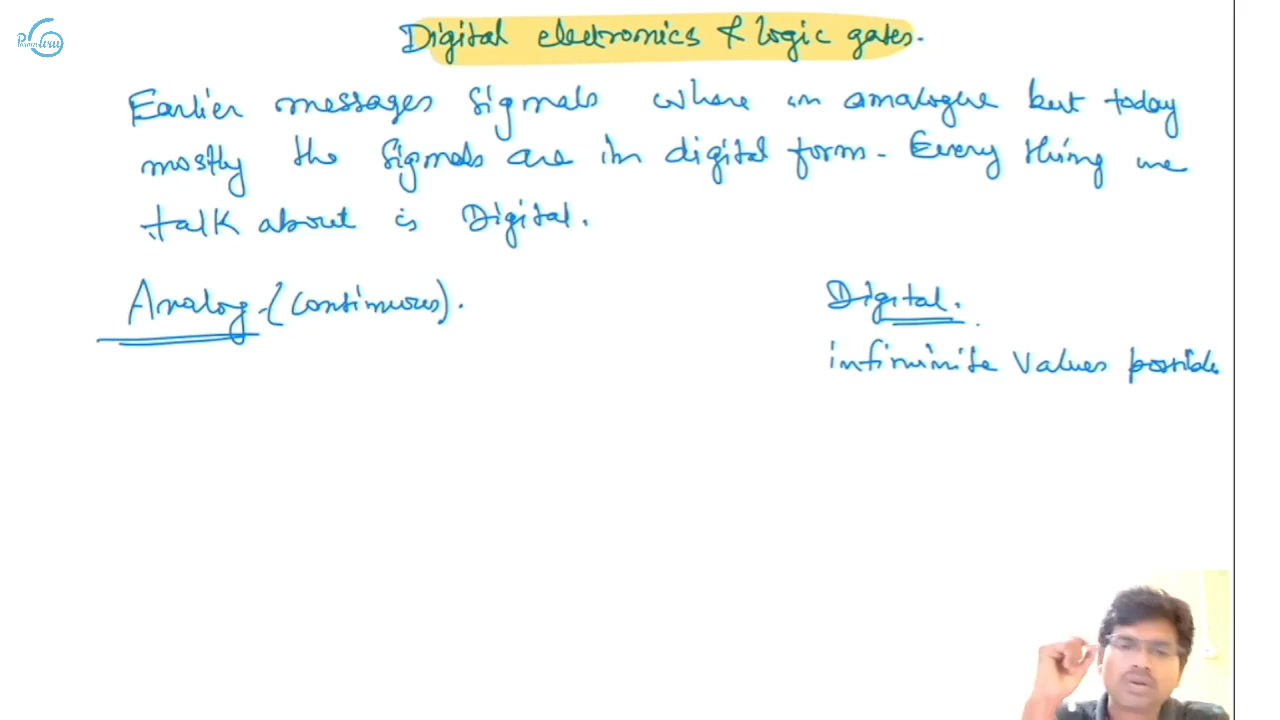 Digital electronics & logic gates.
Earlier messages signals where in analogue but today
mostly the signals are in digital form. Every thing we
talk about is Digital.
Analog - (continuous).
Digital.
infininite values possible